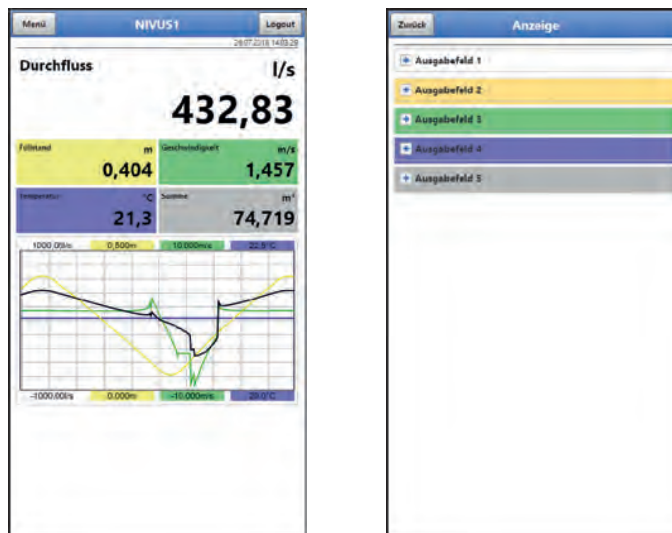 Menü NIVUS1 Logout
Durchfluss l/s
432,83
Füllstand m Geschwindigkeit m/s
0,404 1,457
Temperatur °C Summe m³
21,3 74,719
1000.00l/s 0.500m 10.000m/s
-1000.00l/s 0.000m -10.000m/s 20.0°C
Zurück Anzeige
Ausgabefeld 1
Ausgabefeld 2
Ausgabefeld 3
Ausgabefeld 4
Ausgabefeld 5